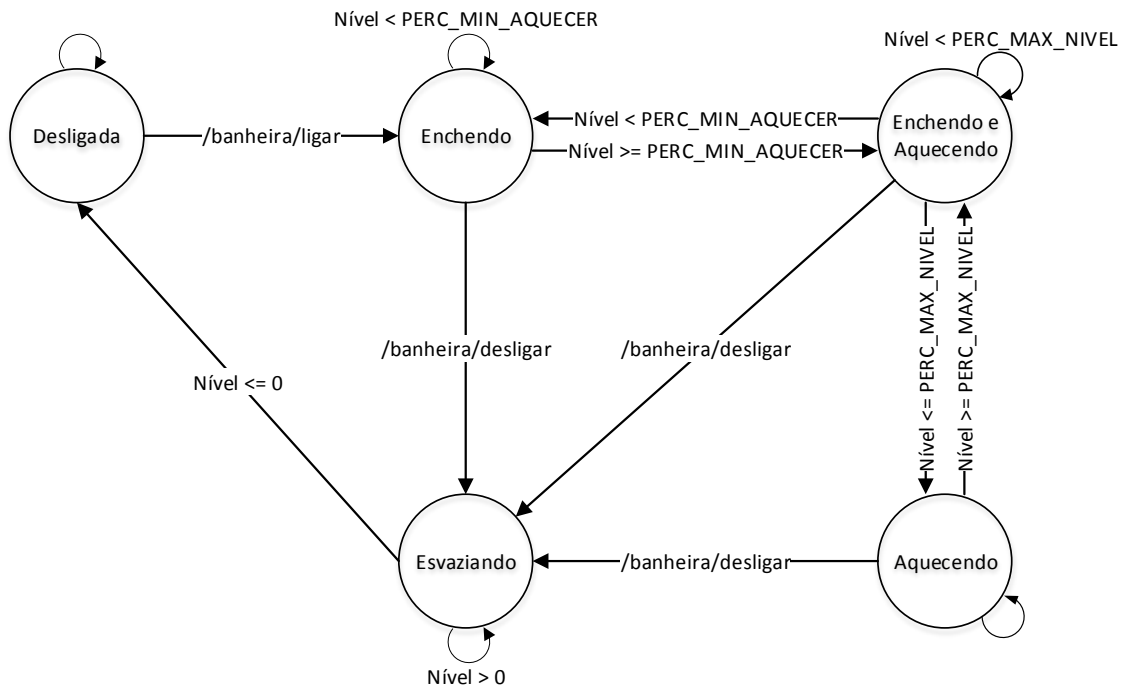 Nível < PERC_MIN_AQUECER
Nível < PERC_MAX_NIVEL
Desligada
/banheira/ligar
Enchendo
Nível < PERC_MIN_AQUECER
Nível >= PERC_MIN_AQUECER
Enchendo e
Aquecendo
/banheira/desligar
/banheira/desligar
Nível <= PERC_MAX_NIVEL
Nível >= PERC_MAX_NIVEL
Nível <= 0
Esvaziando
/banheira/desligar
Aquecendo
Nível > 0